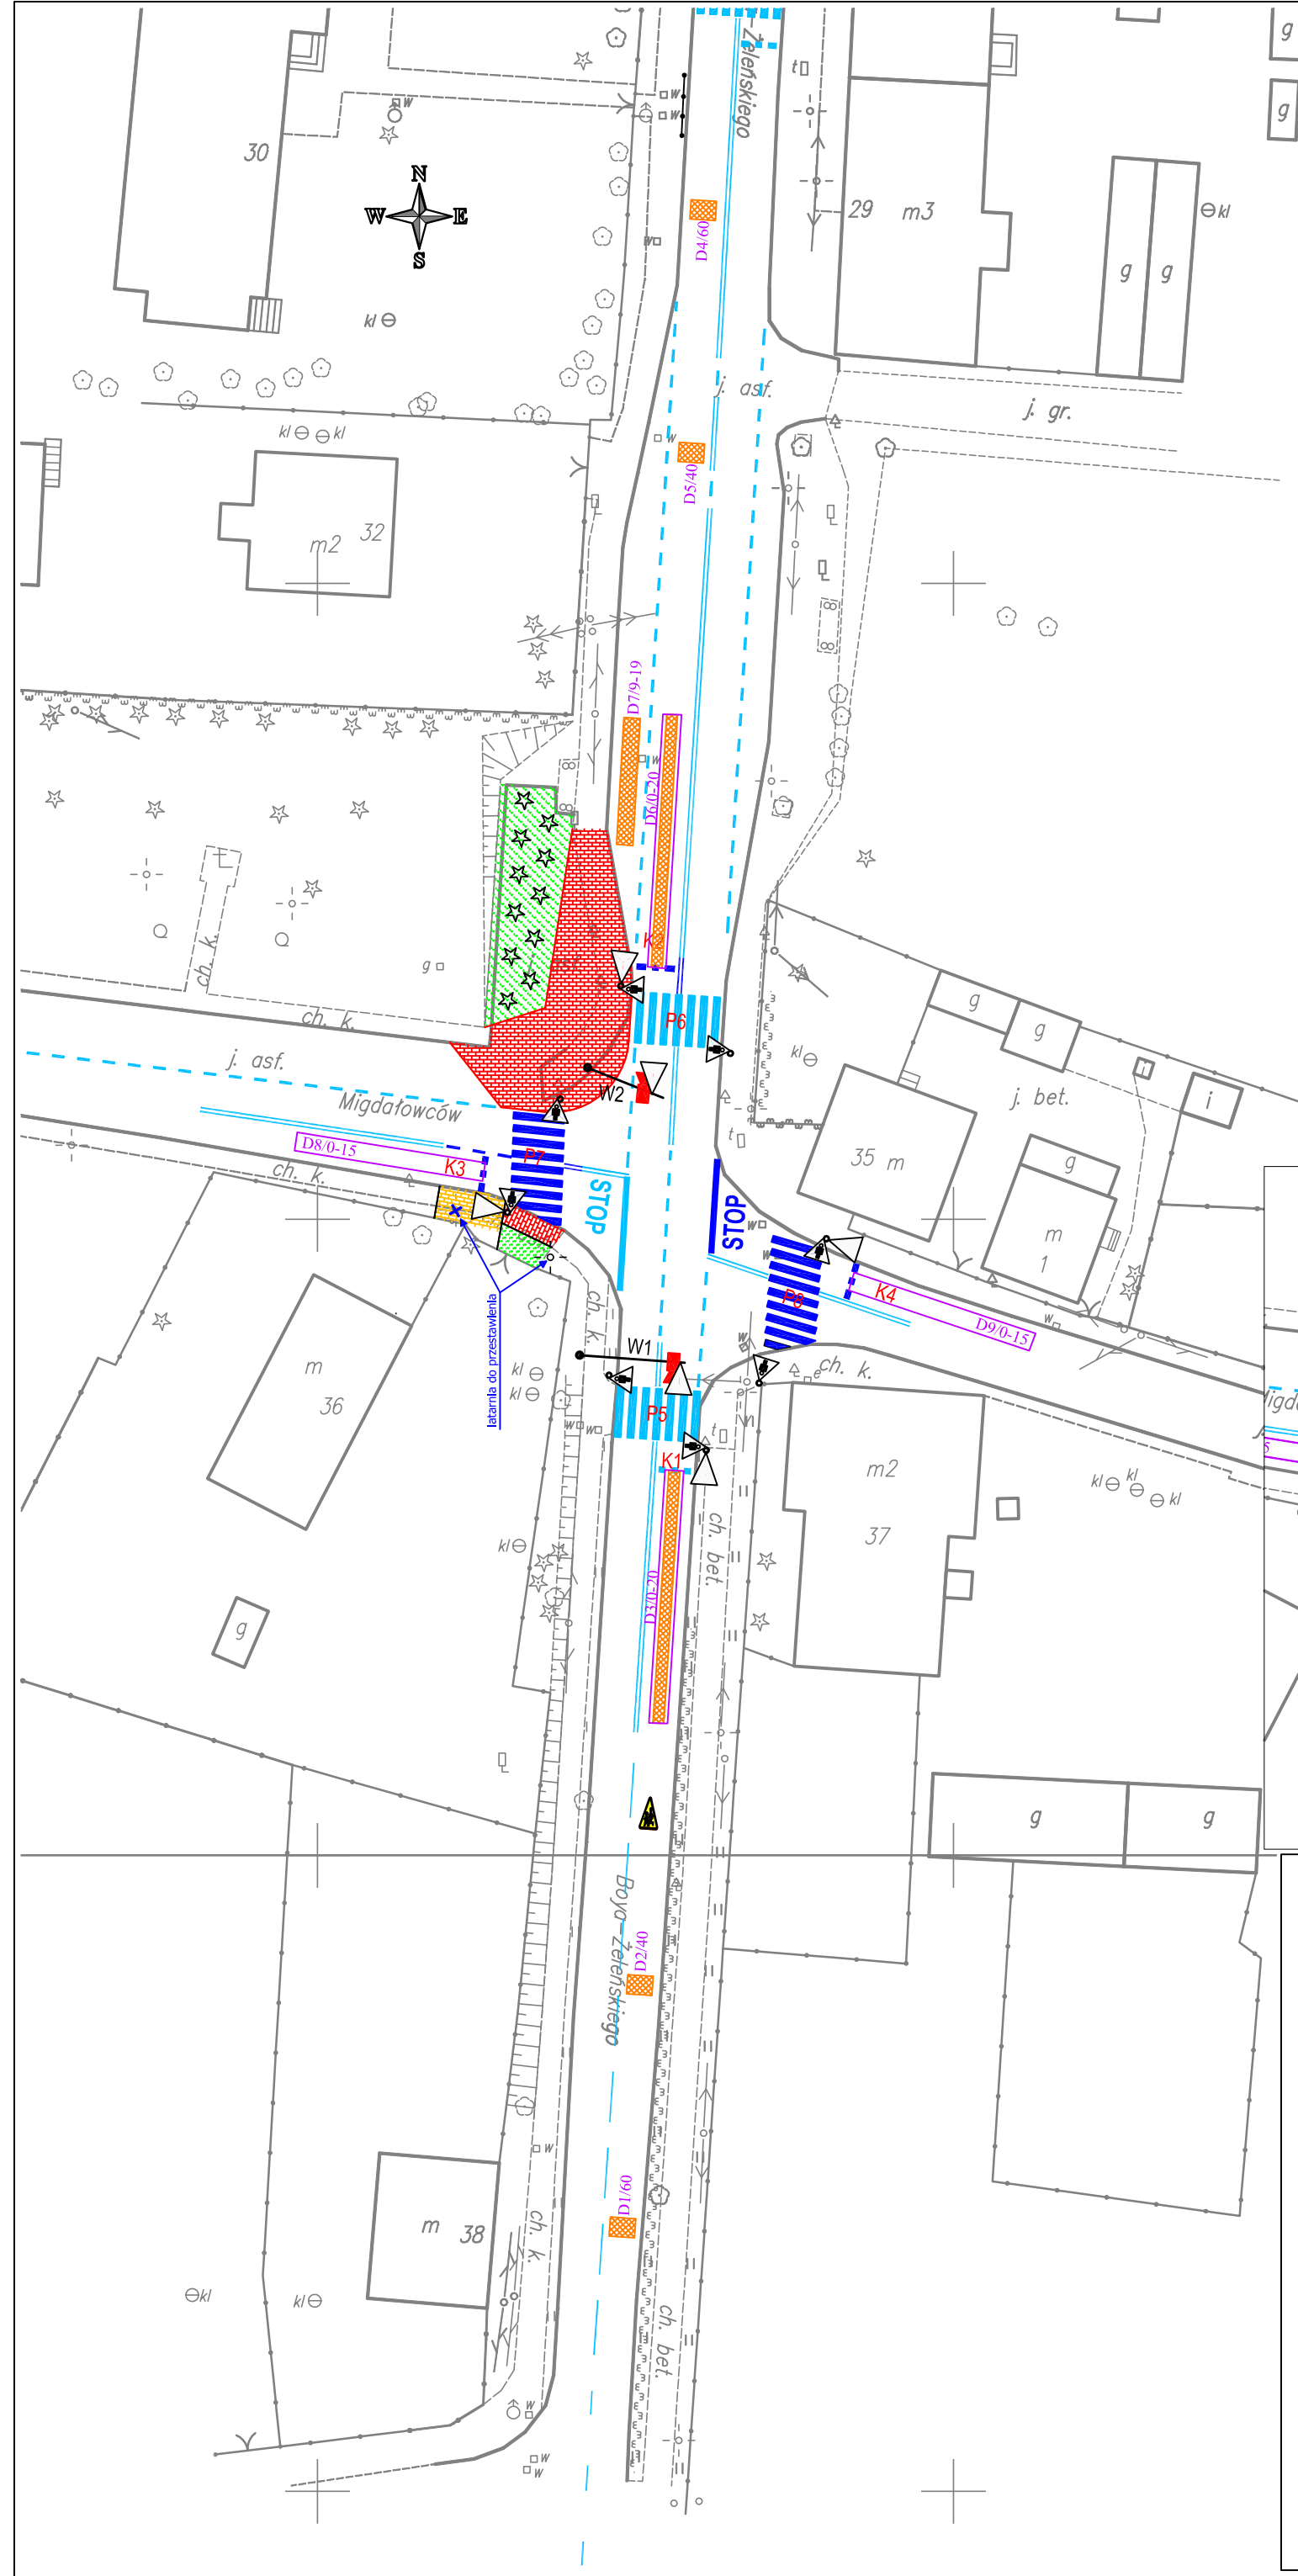 -Żeleńskiego
t
g
g
w
w
w
30
N
W E
S
29 m3
kl
g g
w
D4/60
kl
j. asf.
j. gr.
kl kl
w
D5/40
m2 32
D7/9-19
w
D6/0-20
ch. k.
g
g
g
ch. k.
P6
kl
j. asf.
Migdałowców
W2
j. bet.
i
i
t
35 m
g
D8/0-15
K3
P7
ch. k.
STOP
STOP
w
w
m
1
P8
K4
D9/0-15
w
latarnia do przestawienia
ch. k.
W1
w
e
ch. k.
m
36
kl
kl
P5
w
w
t
K1
m2
kl
kl
kl
37
kl
ch. bet.
D3/0-20
g
g
g
Boya-Żeleńskiego
D2/40
w
D1/60
m 38
ch. k.
kl
kl
ch. bet.
w
w
w